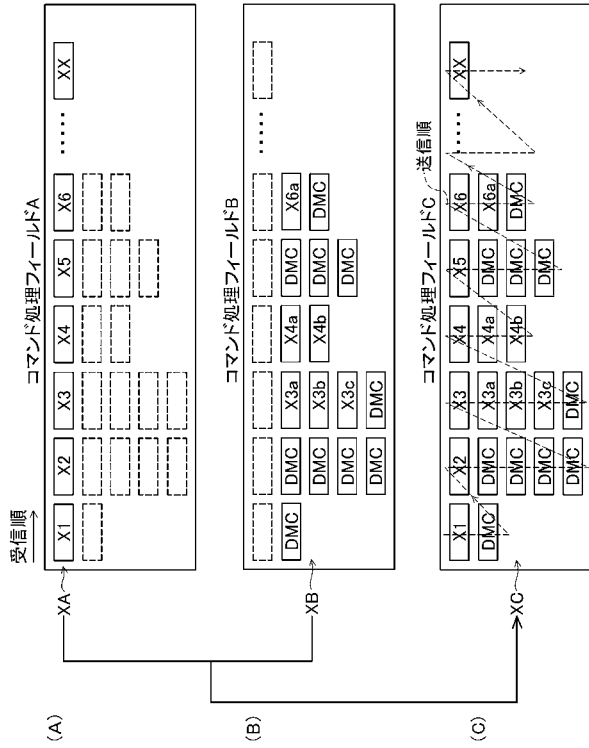 (A)
受信順
コマンド処理フィールドA
XA
X1 X2 X3 X4 X5 X6 ····· XX
(B)
コマンド処理フィールドB
·····
DMC DMC X3a X4a DMC X6a
DMC X3b X4b DMC DMC
XB
DMC X3c DMC
DMC DMC
(C)
コマンド処理フィールドC
送信順
X1 X2 X3 X4 X5 X6 ····· XX
DMC DMC X3a X4a DMC X6a
DMC X3b X4b DMC DMC
XC
DMC X3c DMC
DMC DMC